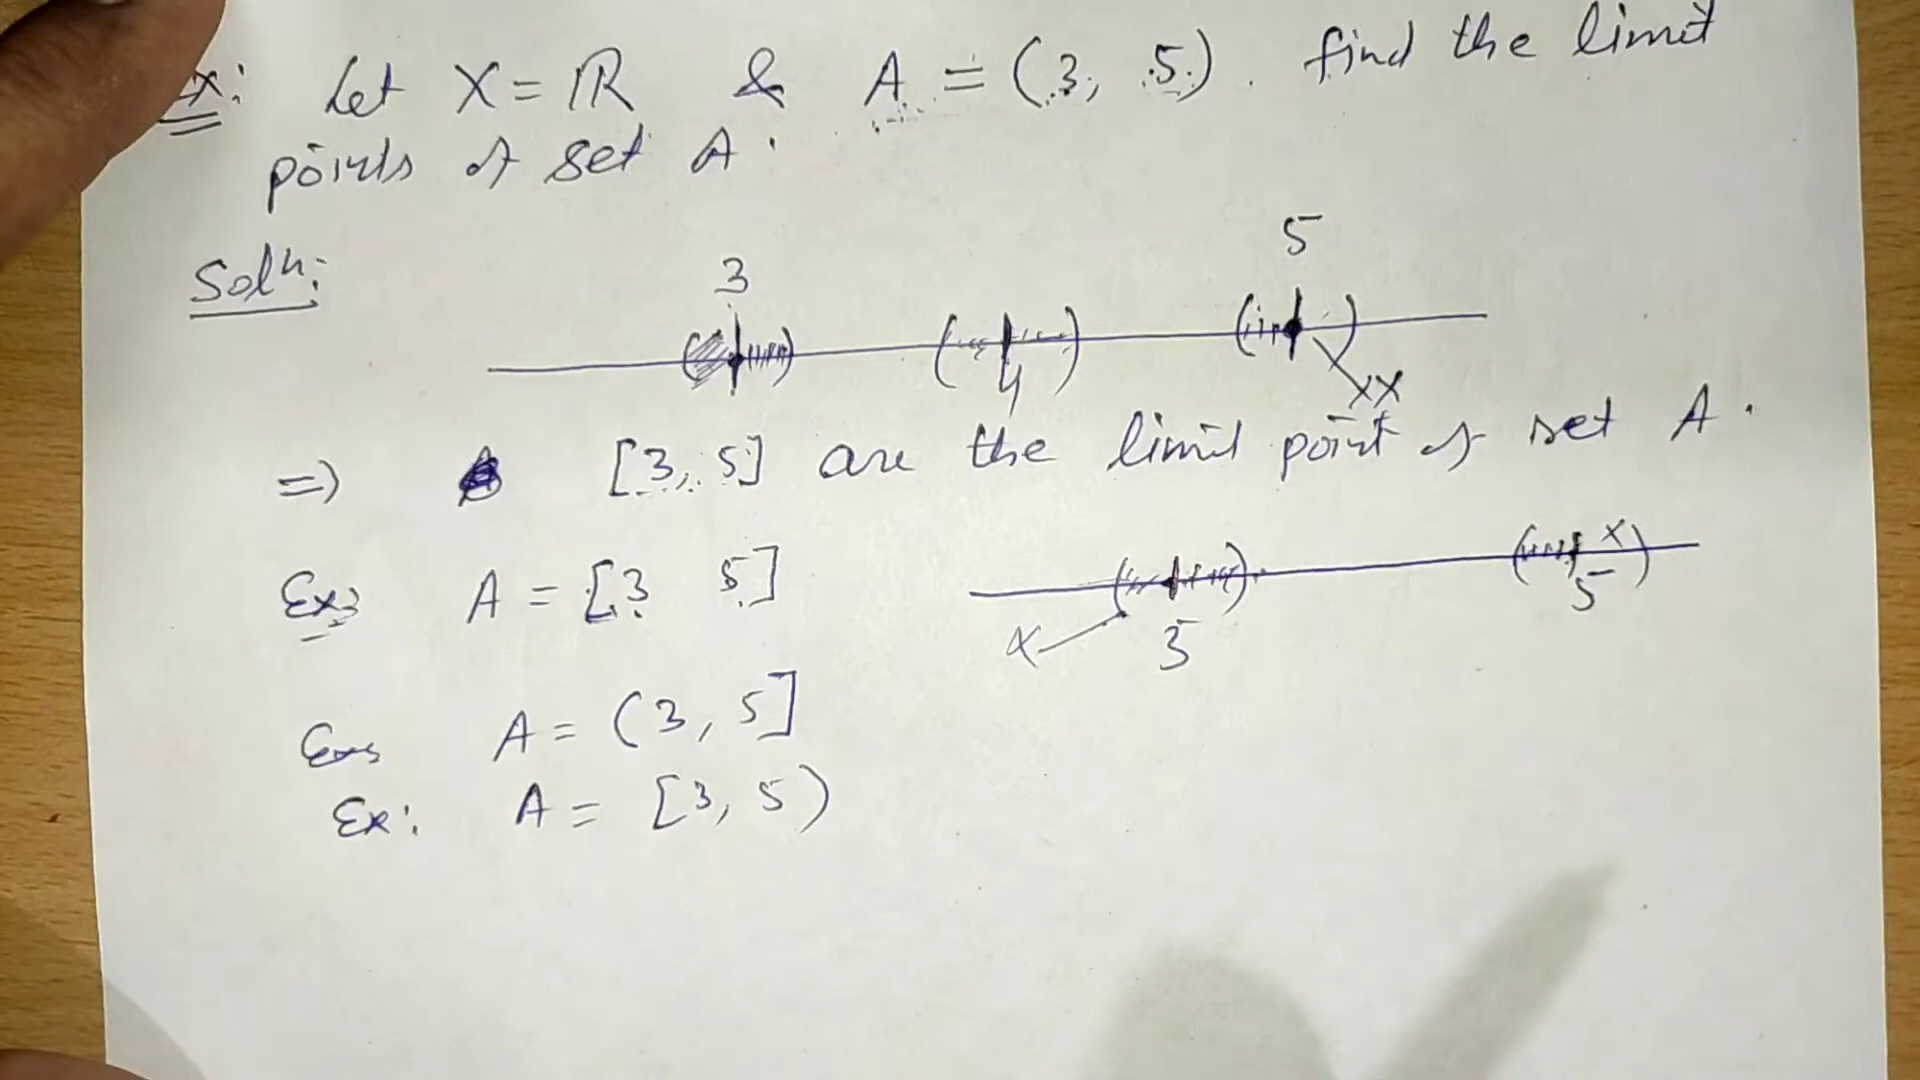 Ex: Let X = ℝ & A = (3, 5). find the limit
points of set A.
Solⁿ:
3 4 5
XX
=> [3, 5] are the limit point of set A.
Ex: A = [3 5]
X 3 X 5
Ex: A = (3, 5]
Ex: A = [3, 5)